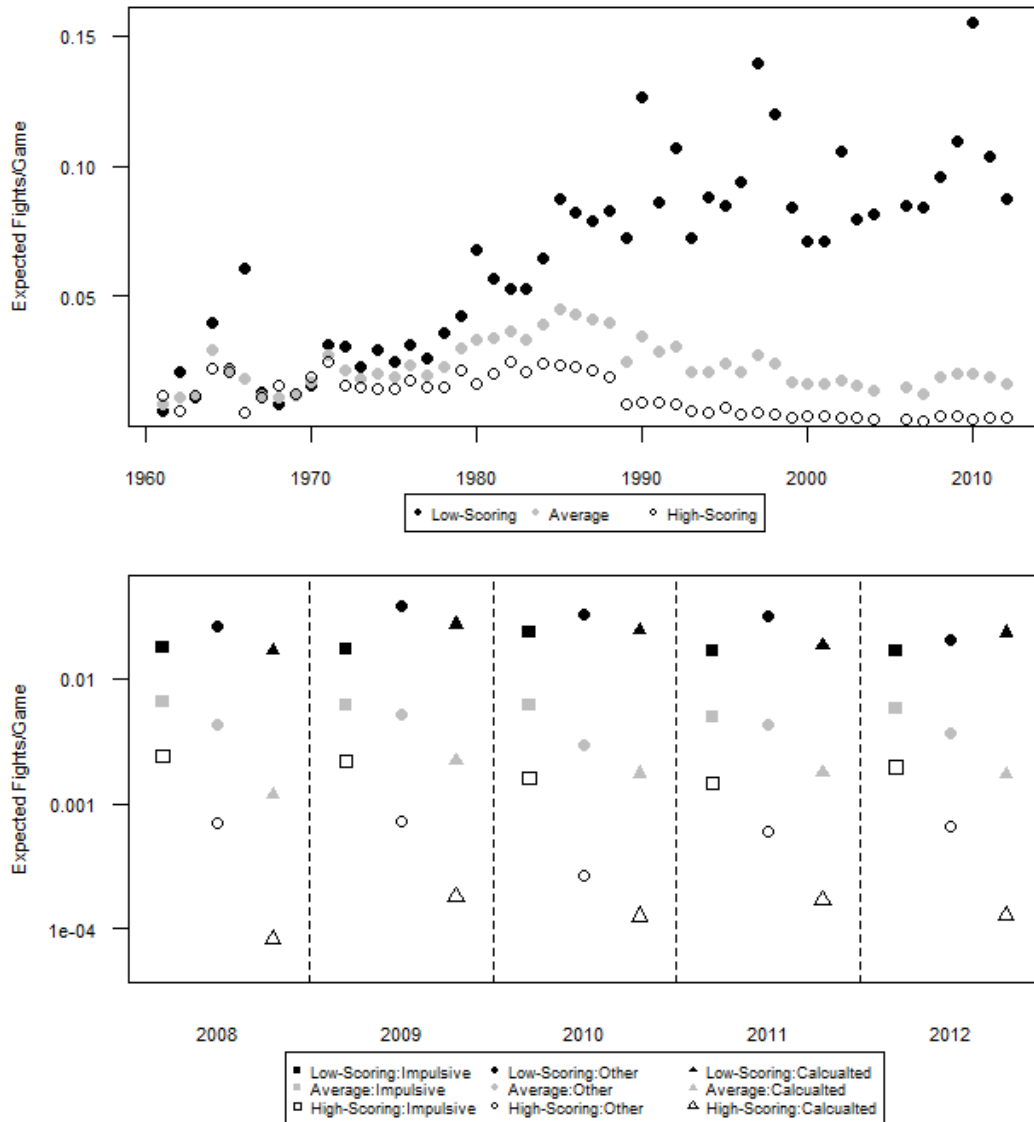 0.15
0.10
0.05
Expected Fights/Game
1960 1970 1980 1990 2000 2010
Low-Scoring Average High-Scoring
0.01
0.001
1e-04
Expected Fights/Game
2008 2009 2010 2011 2012
Low-Scoring:Impulsive Low-Scoring:Other Low-Scoring:Calcualted
Average:Impulsive Average:Other Average:Calcualted
High-Scoring:Impulsive High-Scoring:Other High-Scoring:Calcualted